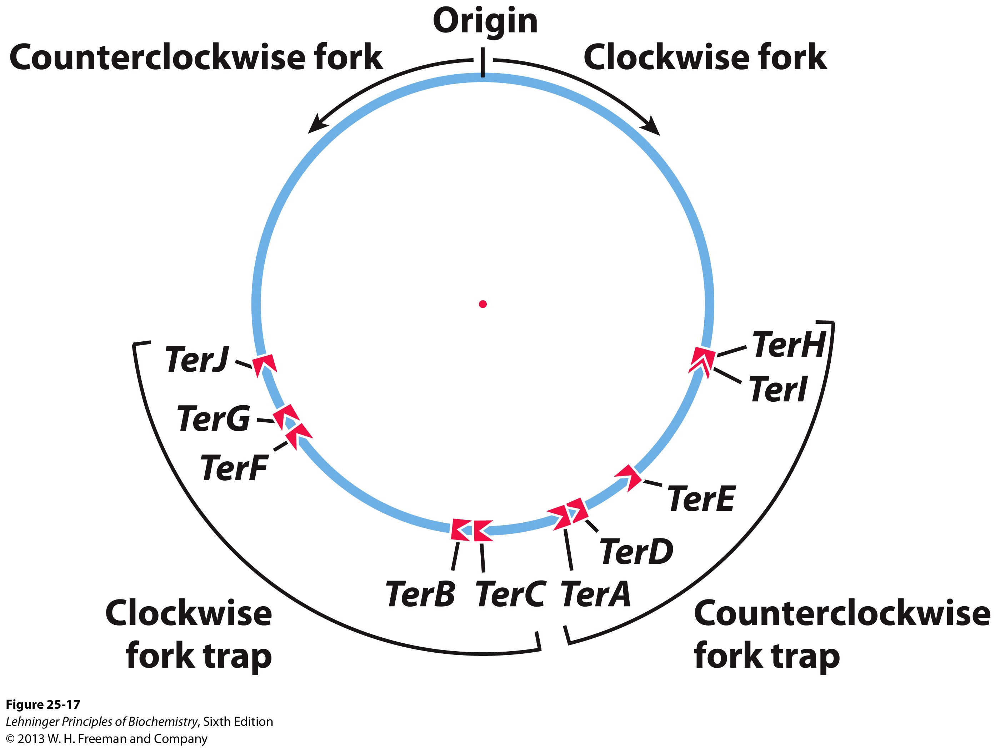 Origin
Counterclockwise fork
Clockwise fork
TerJ
TerH
TerG
TerI
TerF
TerE
TerD
TerB
TerC
TerA
Clockwise
fork trap
Counterclockwise
fork trap
Figure 25-17
Lehninger Principles of Biochemistry, Sixth Edition
© 2013 W. H. Freeman and Company